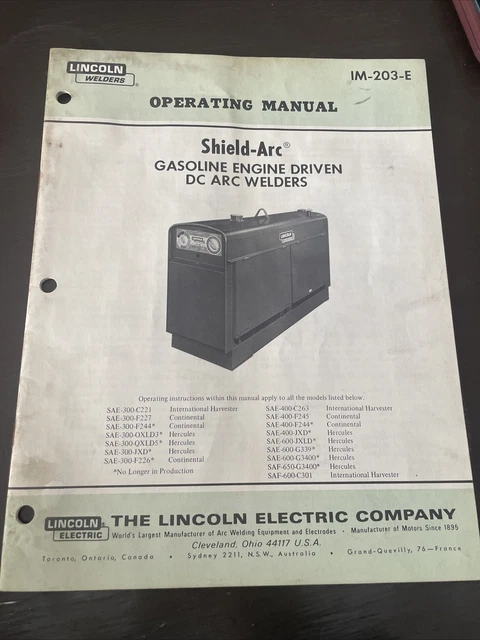 LINCOLN
WELDERS
IM-203-E
OPERATING MANUAL
Shield-Arc®
GASOLINE ENGINE DRIVEN
DC ARC WELDERS
LINCOLN
Operating instructions within this manual apply to all the models listed below.
SAE-300-C221 International Harvester
SAE-300-F227 Continental
SAE-300-F244* Continental
SAE-300-OXLD3* Hercules
SAE-300-QXLD5* Hercules
SAE-300-JXD* Hercules
SAE-300-F226* Continental
*No Longer in Production
SAE-400-C263 International Harvester
SAE-400-F245 Continental
SAE-400-F244* Continental
SAE-400-JXD* Hercules
SAE-600-JXLD* Hercules
SAE-600-G339* Hercules
SAE-600-G3400* Hercules
SAF-650-G3400* Hercules
SAF-600-C301 International Harvester
LINCOLN®
ELECTRIC
THE LINCOLN ELECTRIC COMPANY
World's Largest Manufacturer of Arc Welding Equipment and Electrodes • Manufacturer of Motors Since 1895
Cleveland, Ohio 44117 U.S.A.
Toronto, Ontario, Canada • Sydney 2211, N.S.W., Australia • Grand-Quevilly, 76—France